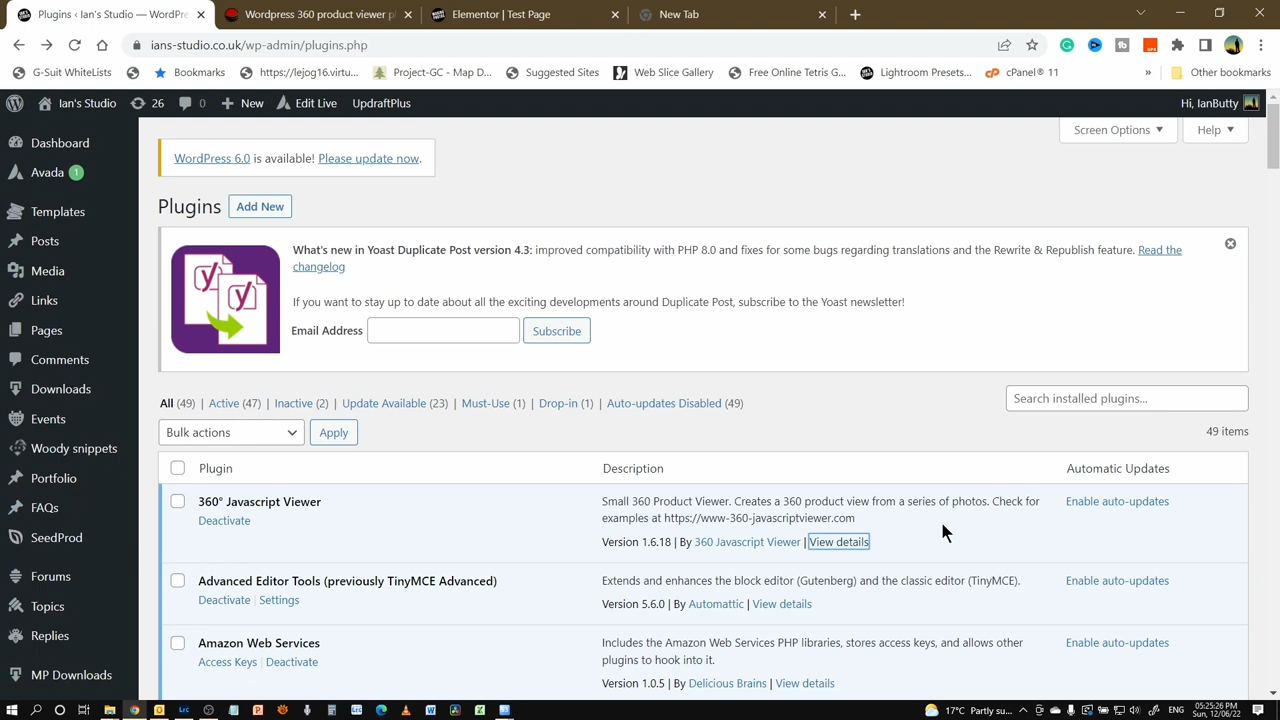 Plugins ‹ Ian's Studio — WordPre
Wordpress 360 product viewer p
Elementor | Test Page
New Tab
ians-studio.co.uk/wp-admin/plugins.php
G-Suit WhiteLists
Bookmarks
https://lejog16.virtu...
Project-GC - Map D...
Suggested Sites
Web Slice Gallery
Free Online Tetris G...
Lightroom Presets...
cPanel® 11
»
Other bookmarks
Ian's Studio
26
0
New
Edit Live
UpdraftPlus
Hi, IanButty
Dashboard
Avada 1
Templates
Posts
Media
Links
Pages
Comments
Downloads
Events
Woody snippets
Portfolio
FAQs
SeedProd
Forums
Topics
Replies
MP Downloads
Screen Options
Help
WordPress 6.0 is available! Please update now.
Plugins
Add New
What's new in Yoast Duplicate Post version 4.3: improved compatibility with PHP 8.0 and fixes for some bugs regarding translations and the Rewrite & Republish feature. Read the
changelog
If you want to stay up to date about all the exciting developments around Duplicate Post, subscribe to the Yoast newsletter!
Email Address
Subscribe
All (49) | Active (47) | Inactive (2) | Update Available (23) | Must-Use (1) | Drop-in (1) | Auto-updates Disabled (49)
Search installed plugins...
Bulk actions
Apply
49 items
Plugin
Description
Automatic Updates
360° Javascript Viewer
Deactivate
Small 360 Product Viewer. Creates a 360 product view from a series of photos. Check for
examples at https://www-360-javascriptviewer.com
Version 1.6.18 | By 360 Javascript Viewer | View details
Enable auto-updates
Advanced Editor Tools (previously TinyMCE Advanced)
Deactivate | Settings
Extends and enhances the block editor (Gutenberg) and the classic editor (TinyMCE).
Version 5.6.0 | By Automattic | View details
Enable auto-updates
Amazon Web Services
Access Keys | Deactivate
Includes the Amazon Web Services PHP libraries, stores access keys, and allows other
plugins to hook into it.
Version 1.0.5 | By Delicious Brains | View details
Enable auto-updates
17°C Partly su...
ENG
05:25:26 PM
Sun, 12/06/22